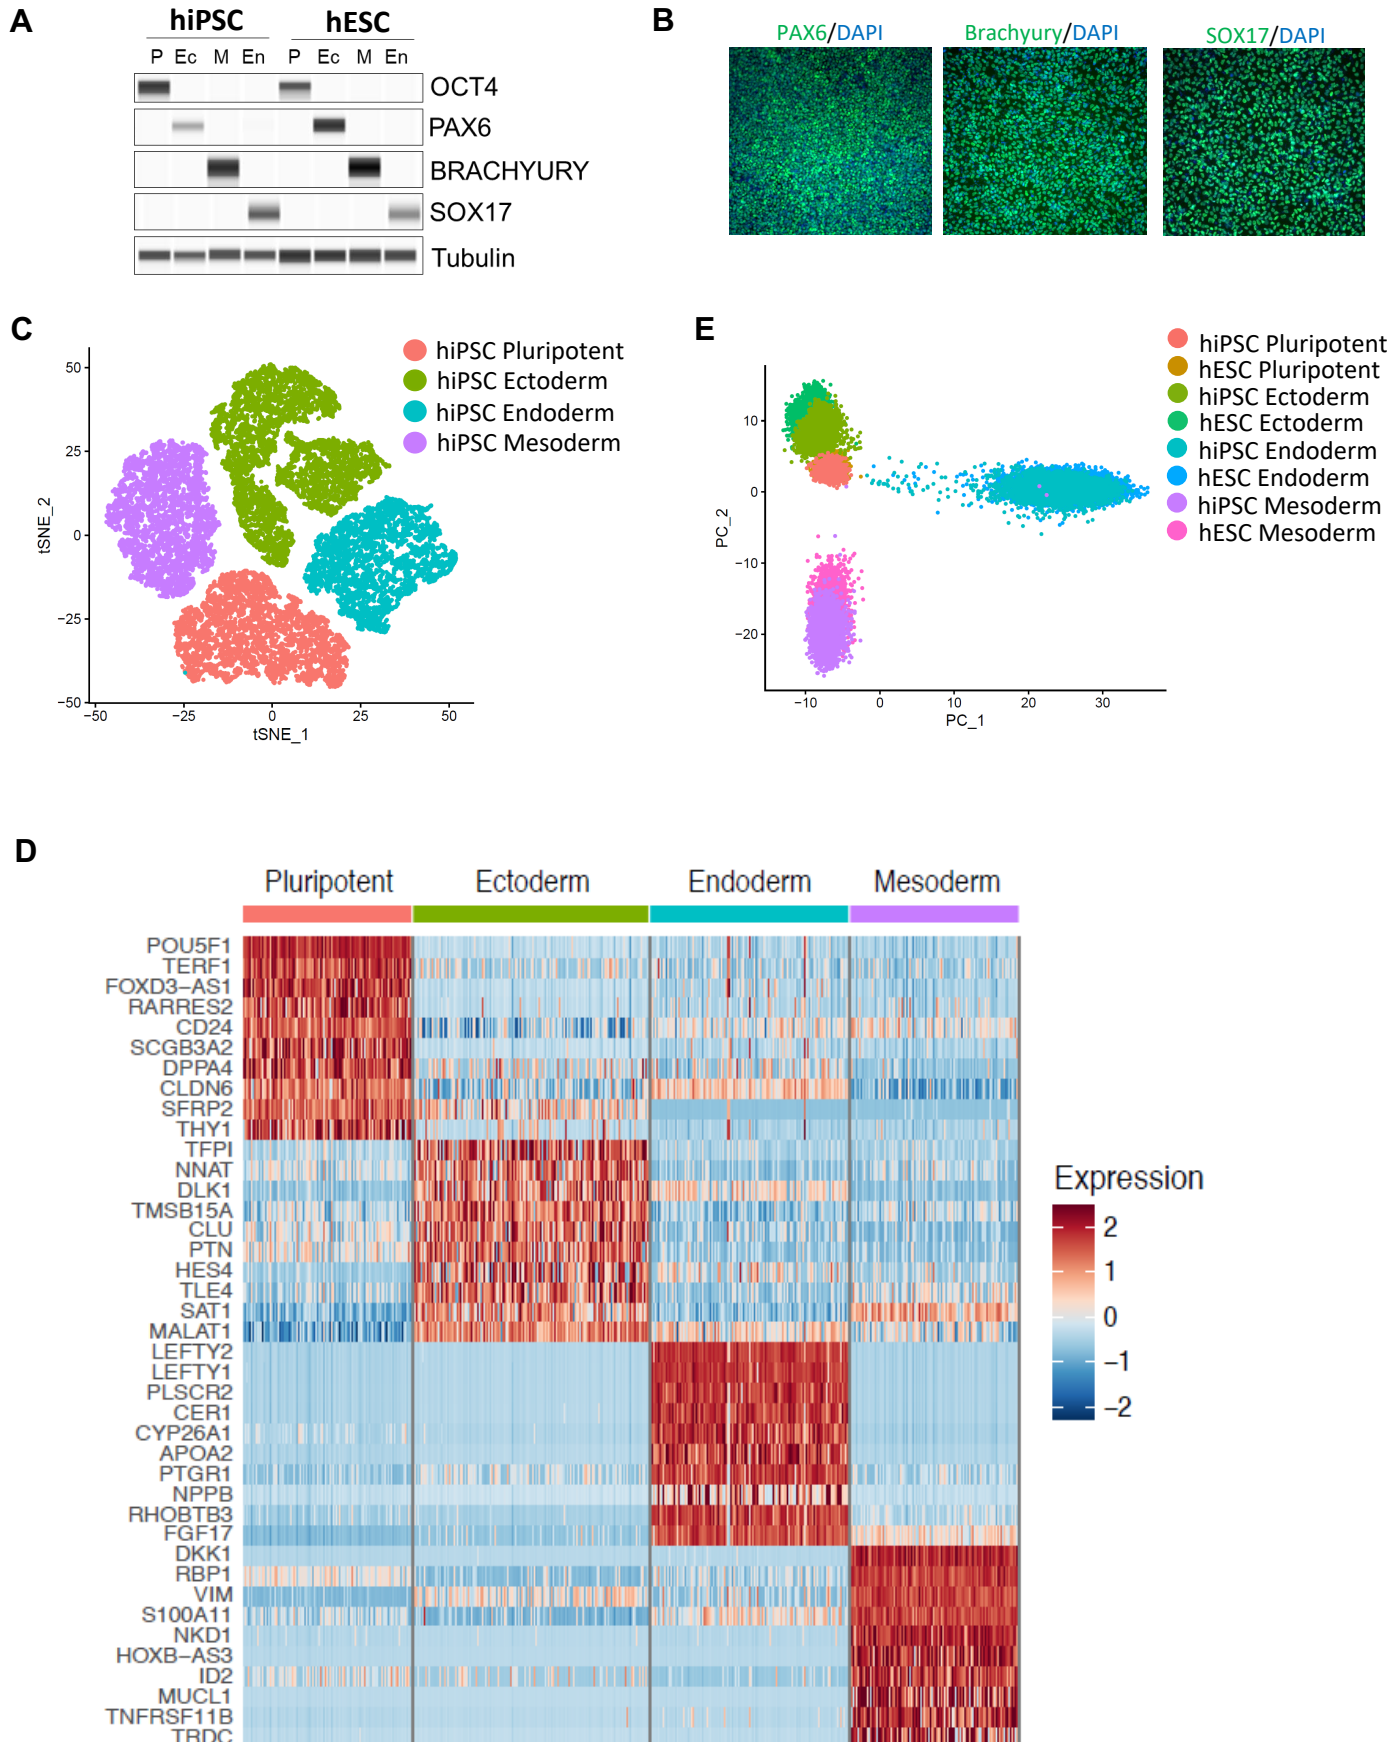 A
hiPSC hESC
P Ec M En P Ec M En
OCT4
PAX6
BRACHYURY
SOX17
Tubulin
B
PAX6/DAPI Brachyury/DAPI SOX17/DAPI
C
hiPSC Pluripotent
hiPSC Ectoderm
hiPSC Endoderm
hiPSC Mesoderm
tSNE_2
50
25
0
−25
−50
−50 −25 0 25 50
tSNE_1
E
hiPSC Pluripotent
hESC Pluripotent
hiPSC Ectoderm
hESC Ectoderm
hiPSC Endoderm
hESC Endoderm
hiPSC Mesoderm
hESC Mesoderm
PC_2
10
0
−10
−20
−10 0 10 20 30
PC_1
D
Pluripotent Ectoderm Endoderm Mesoderm
POU5F1
TERF1
FOXD3−AS1
RARRES2
CD24
SCGB3A2
DPPA4
CLDN6
SFRP2
THY1
TFPI
NNAT
DLK1
TMSB15A
CLU
PTN
HES4
TLE4
SAT1
MALAT1
LEFTY2
LEFTY1
PLSCR2
CER1
CYP26A1
APOA2
PTGR1
NPPB
RHOBTB3
FGF17
DKK1
RBP1
VIM
S100A11
NKD1
HOXB−AS3
ID2
MUCL1
TNFRSF11B
TRDC
Expression
2
1
0
−1
−2